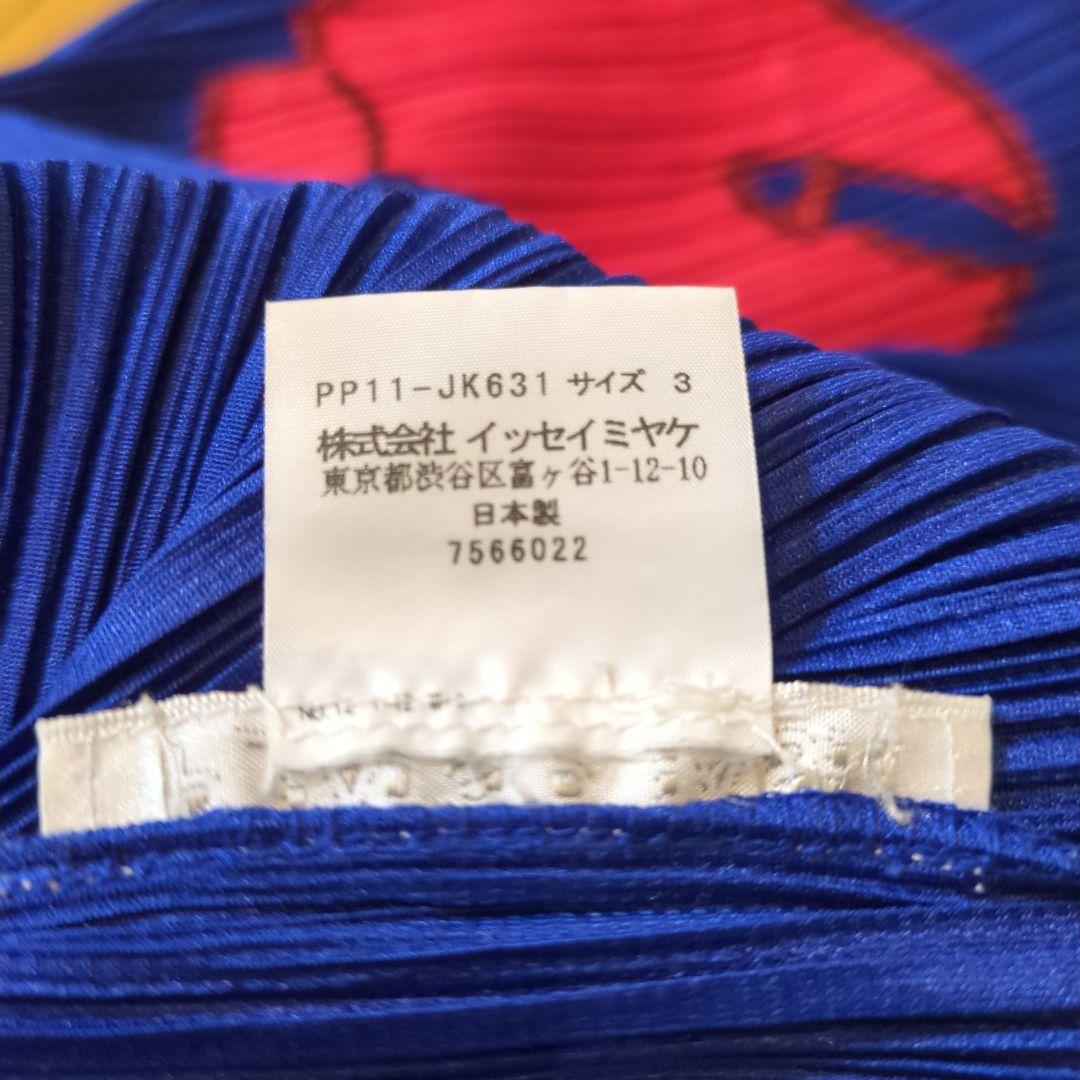 PP11-JK631 サイズ 3
株式会社 イッセイミヤケ
東京都渋谷区富ヶ谷1-12-10
日本製
7566022